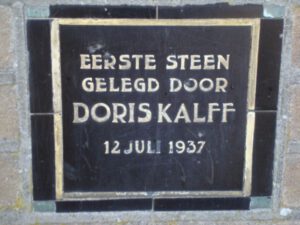 EERSTE STEEN
GELEGD DOOR
DORIS KALFF
12 JULI 1937